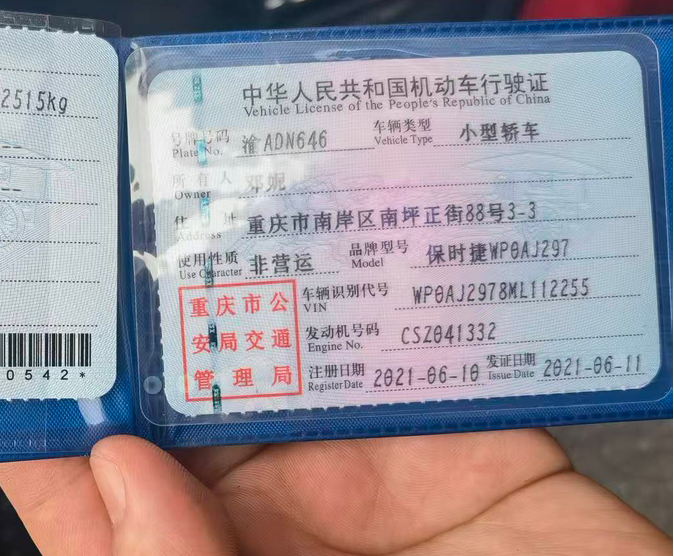 2515kg
0542*
中华人民共和国机动车行驶证
Vehicle License of the People's Republic of China
号牌号码 渝ADN646 车辆类型 小型轿车
Plate No. Vehicle Type
所有人 邓妮
Owner
住址 重庆市南岸区南坪正街88号3-3
Address
使用性质 非营运 品牌型号 保时捷WP0AJ297
Use Character Model
重庆市公
安局交通
管理局
车辆识别代号 WP0AJ2978ML112255
VIN
发动机号码 CSZ041332
Engine No.
注册日期 2021-06-10 发证日期 2021-06-11
Register Date Issue Date